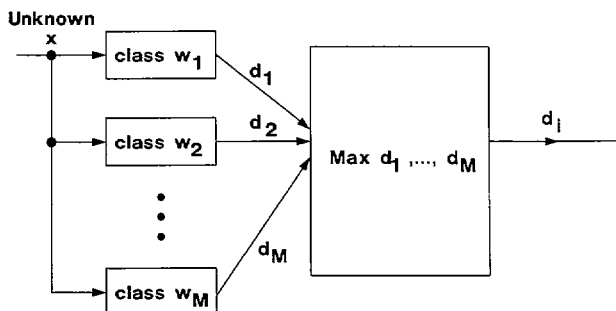 Unknown
x
class w1
d1
class w2
d2
Max d1 ,..., dM
di
dM
class wM